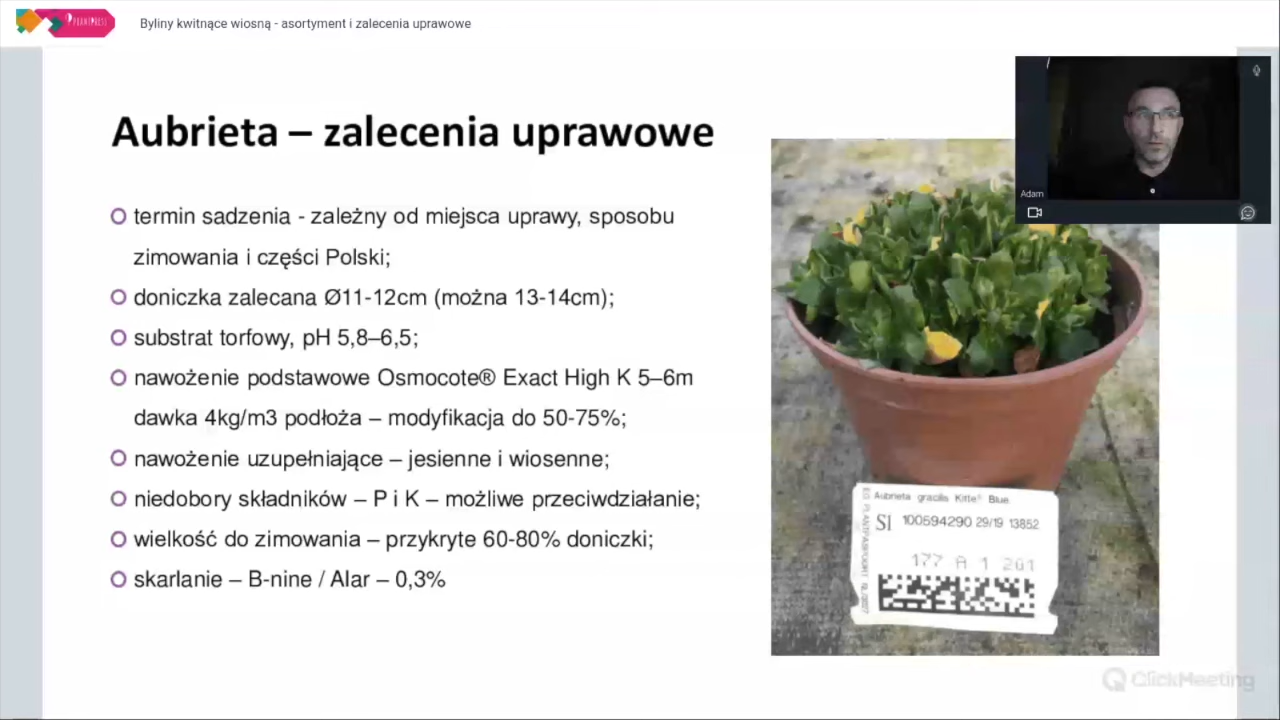 Byliny kwitnące wiosną - asortyment i zalecenia uprawowe
Adam
Aubrieta – zalecenia uprawowe
termin sadzenia - zależny od miejsca uprawy, sposobu
zimowania i części Polski;
doniczka zalecana Ø11-12cm (można 13-14cm);
substrat torfowy, pH 5,8–6,5;
nawożenie podstawowe Osmocote® Exact High K 5–6m
dawka 4kg/m3 podłoża – modyfikacja do 50-75%;
nawożenie uzupełniające – jesienne i wiosenne;
niedobory składników – P i K – możliwe przeciwdziałanie;
wielkość do zimowania – przykryte 60-80% doniczki;
skarlanie – B-nine / Alar – 0,3%
Aubrieta gracilis Kitte® Blue
SI 100594290 29/19 13852
177 A 1 201
ClickMeeting